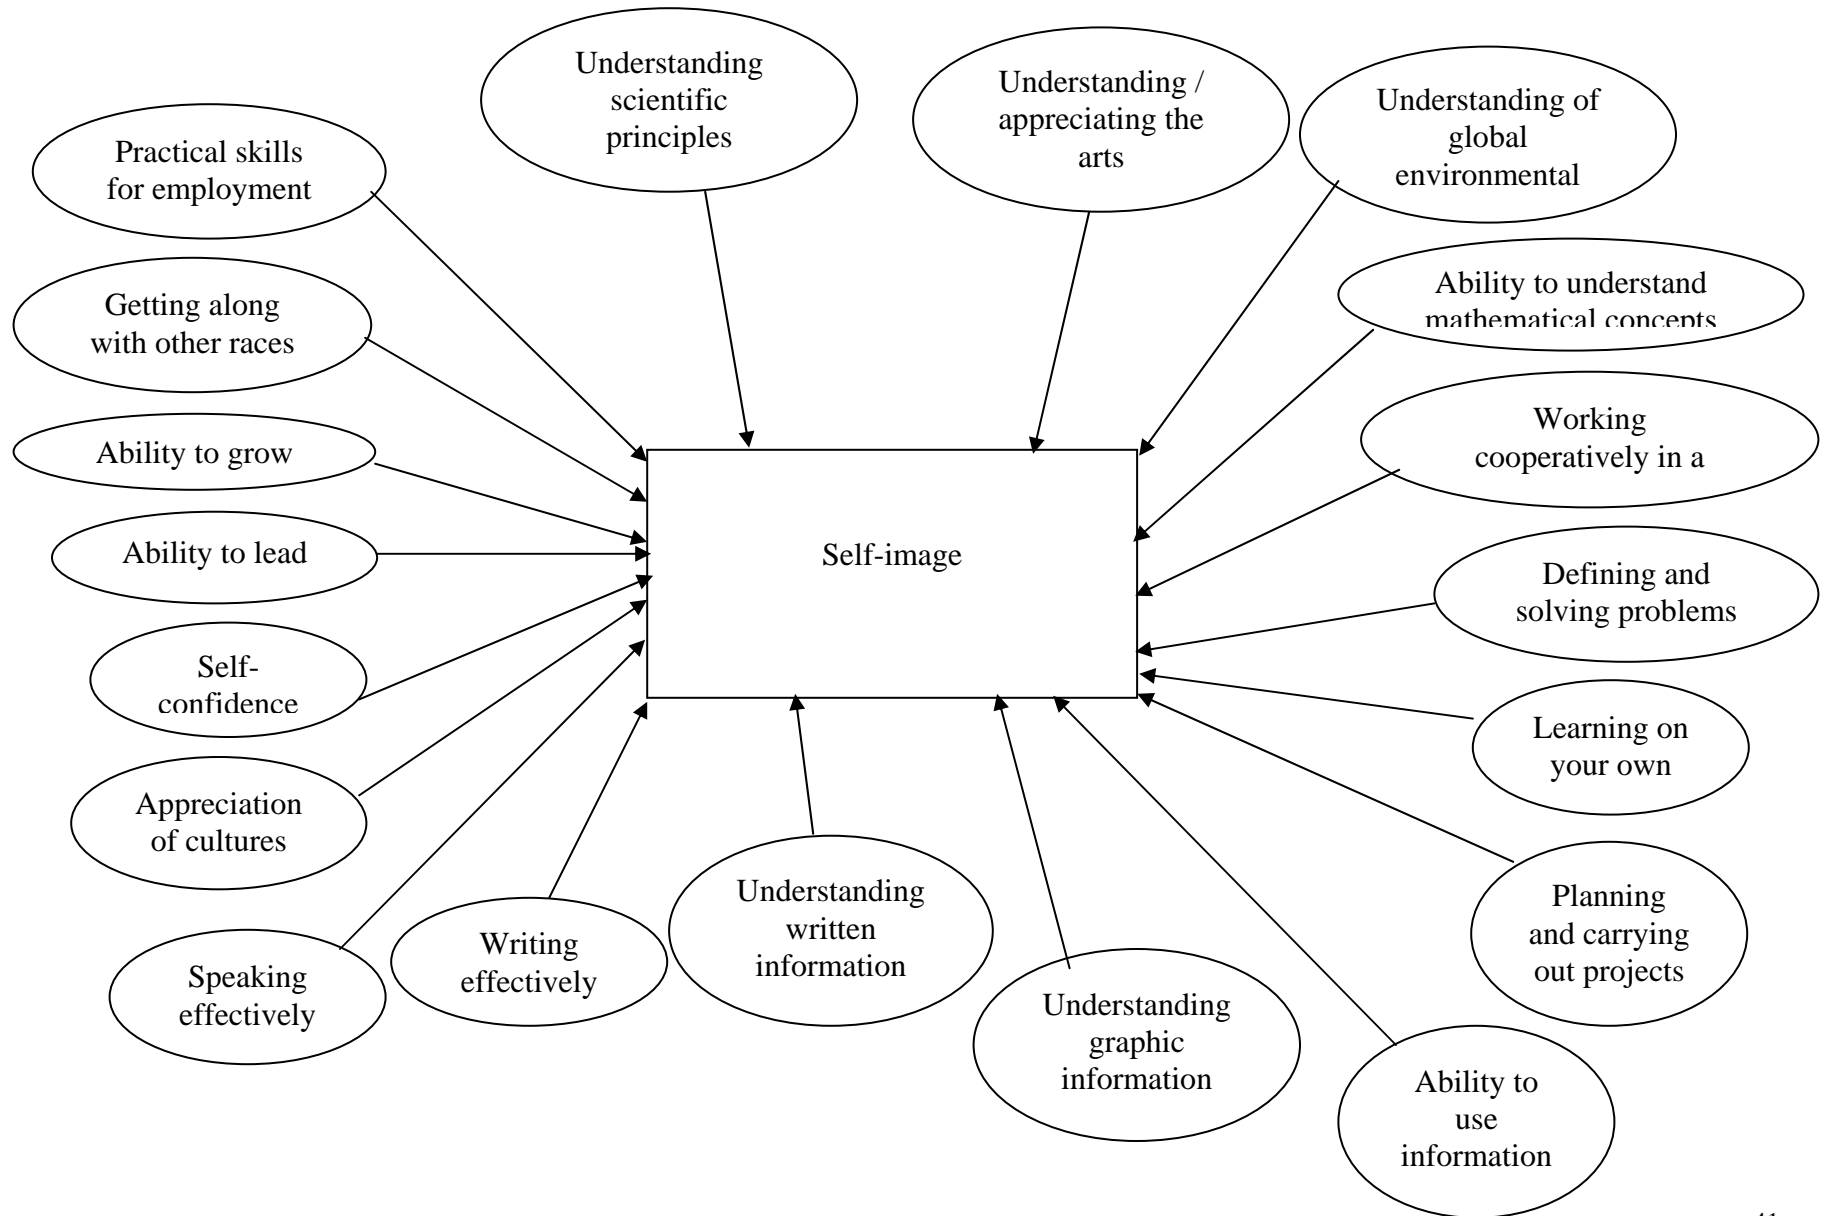 Understanding
scientific
principles
Understanding /
appreciating the
arts
Understanding of
global
environmental
Practical skills
for employment
Getting along
with other races
Ability to understand
mathematical concepts
Ability to grow
Working
cooperatively in a
Ability to lead
Self-image
Defining and
solving problems
Self-
confidence
Learning on
your own
Appreciation
of cultures
Planning
and carrying
out projects
Understanding
written
information
Writing
effectively
Speaking
effectively
Understanding
graphic
information
Ability to
use
information